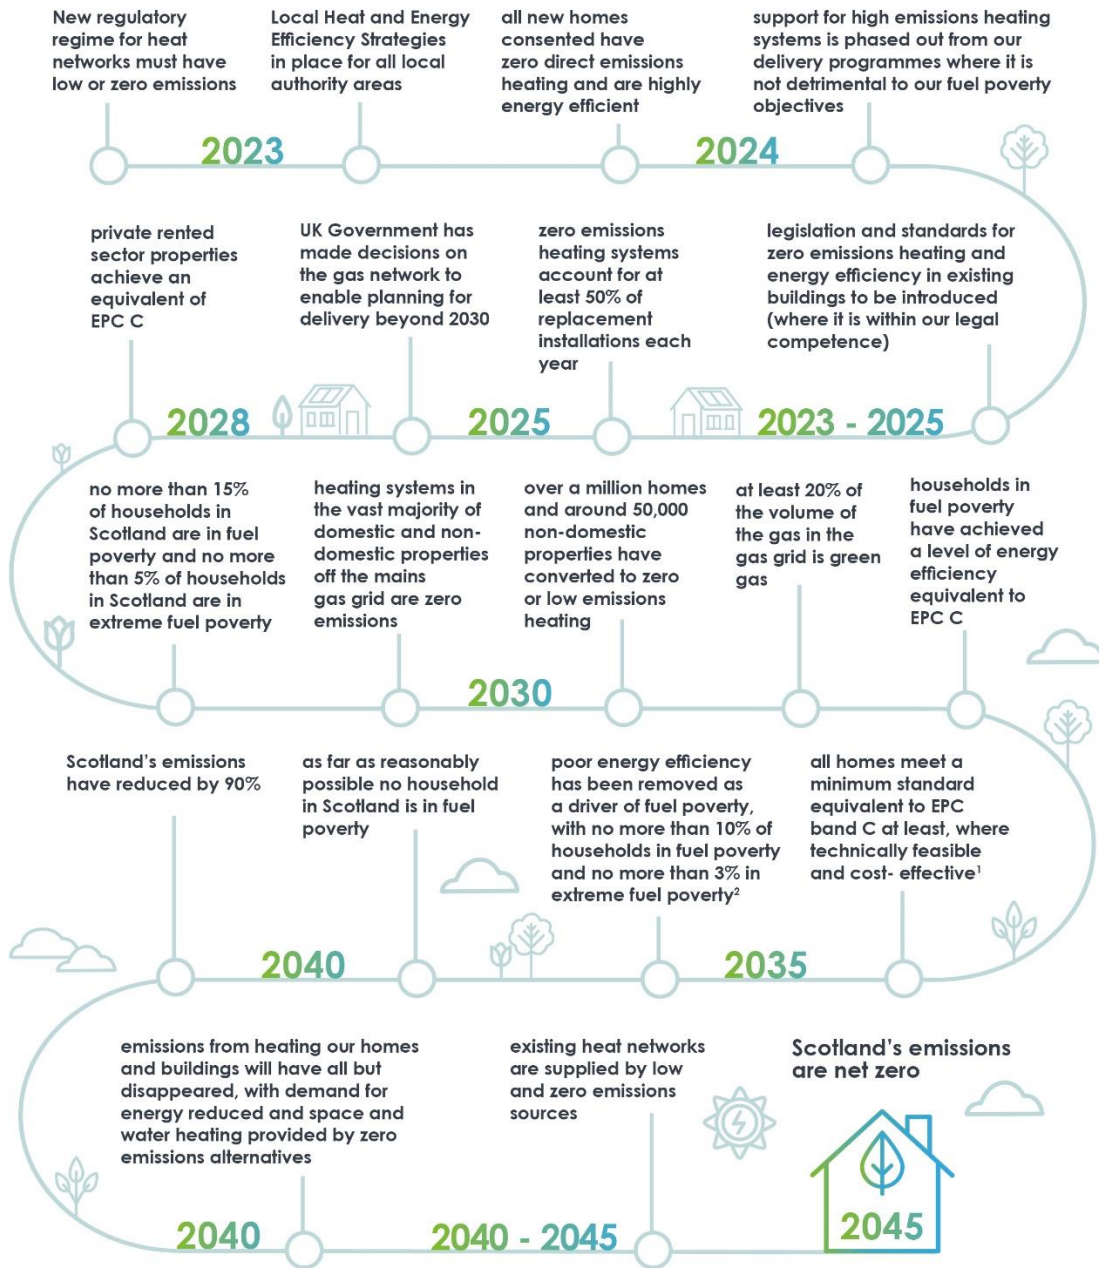 New regulatory
regime for heat
networks must have
low or zero emissions
Local Heat and Energy
Efficiency Strategies
in place for all local
authority areas
all new homes
consented have
zero direct emissions
heating and are highly
energy efficient
support for high emissions heating
systems is phased out from our
delivery programmes where it is
not detrimental to our fuel poverty
objectives
2023
2024
private rented
sector properties
achieve an
equivalent of
EPC C
UK Government has
made decisions on
the gas network to
enable planning for
delivery beyond 2030
zero emissions
heating systems
account for at
least 50% of
replacement
installations each
year
legislation and standards for
zero emissions heating and
energy efficiency in existing
buildings to be introduced
(where it is within our legal
competence)
2028
2025
2023 - 2025
no more than 15%
of households in
Scotland are in fuel
poverty and no more
than 5% of households
in Scotland are in
extreme fuel poverty
heating systems in
the vast majority of
domestic and non-
domestic properties
off the mains
gas grid are zero
emissions
over a million homes
and around 50,000
non-domestic
properties have
converted to zero
or low emissions
heating
at least 20% of
the volume of
the gas in the
gas grid is green
gas
households in
fuel poverty
have achieved
a level of energy
efficiency
equivalent to
EPC C
2030
Scotland's emissions
have reduced by 90%
as far as reasonably
possible no household
in Scotland is in fuel
poverty
poor energy efficiency
has been removed as
a driver of fuel poverty,
with no more than 10% of
households in fuel poverty
and no more than 3% in
extreme fuel poverty²
all homes meet a
minimum standard
equivalent to EPC
band C at least, where
technically feasible
and cost- effective¹
2040
2035
emissions from heating our homes
and buildings will have all but
disappeared, with demand for
energy reduced and space and
water heating provided by zero
emissions alternatives
existing heat networks
are supplied by low
and zero emissions
sources
Scotland's emissions
are net zero
2040
2040 - 2045
2045